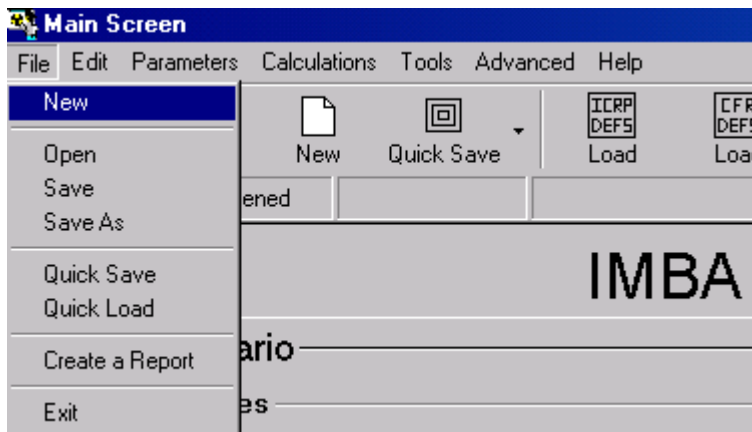 Main Screen
File Edit Parameters Calculations Tools Advanced Help
New
Open
Save
Save As
Quick Save
Quick Load
Create a Report
Exit
ICRP
DEFS
New Quick Save Load
ened
IMBA
ario
es